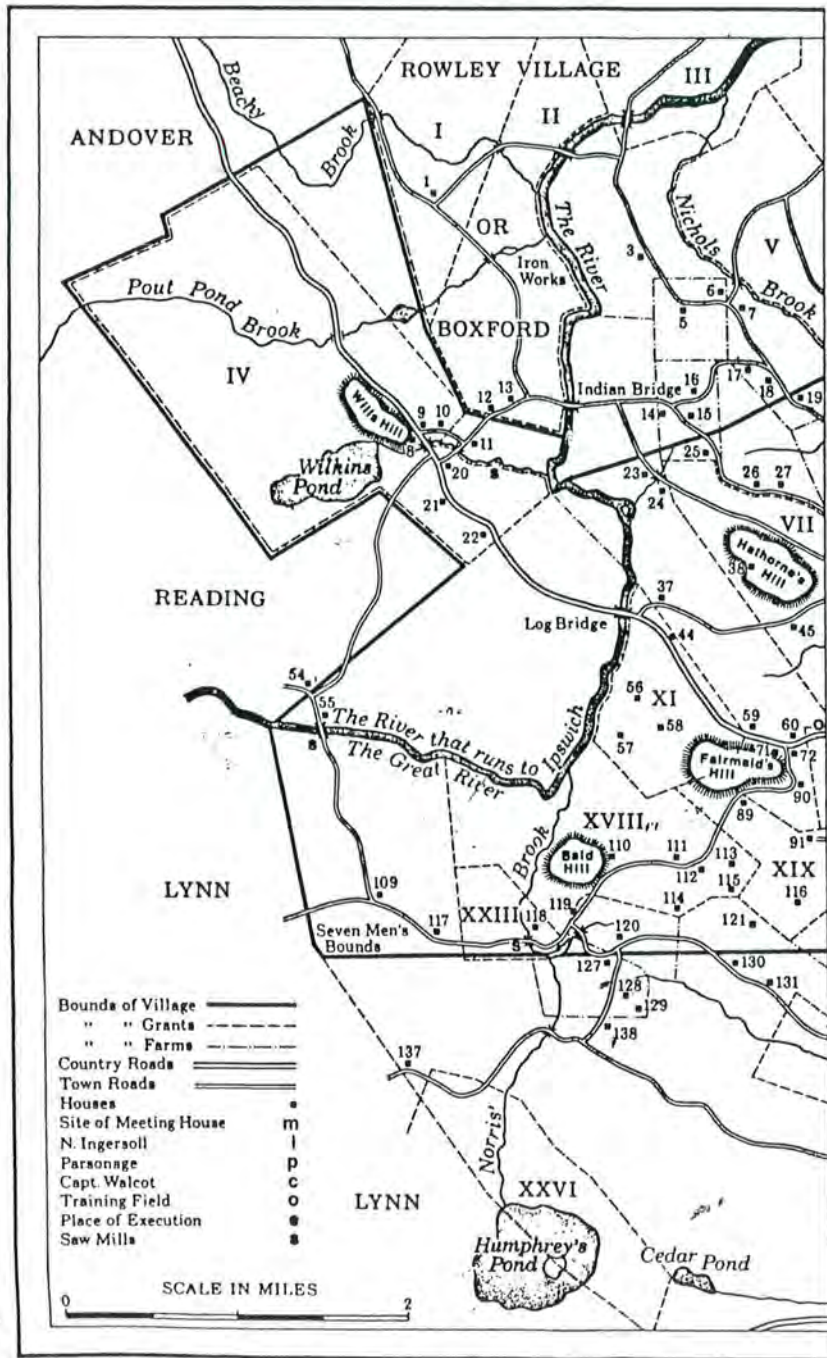 ROWLEY VILLAGE
III
Beachy
Brook
I
II
ANDOVER
1
The River
Nichols
Brook
OR
V
Iron
Works
3
Pout Pond
Brook
6
5
7
BOXFORD
IV
17
16
18
Indian Bridge
19
13
12
14
15
Wills Hill
9
10
8
11
25
Wilkins
Pond
20
S
23
24
26
27
21
VII
22
Hathorne's
Hill
38
READING
37
Log Bridge
45
44
54
56
XI
55
58
59
60
O
57
S
The River that runs to Ipswich
The Great River
71
72
Fairmaid's
Hill
90
89
XVIII
Brook
91
Bald
Hill
110
111
113
XIX
112
115
116
LYNN
109
119
114
XXIII
118
121
117
120
Seven Men's
Bounds
S
127
130
131
128
129
138
Bounds of Village
" " Grants
" " Farms
Country Roads
Town Roads
Houses
Site of Meeting House m
N. Ingersoll I
Parsonage p
Capt. Walcot c
Training Field o
Place of Execution e
Saw Mills s
137
Norris'
LYNN
XXVI
Humphrey's
Pond
Cedar Pond
SCALE IN MILES
0 2